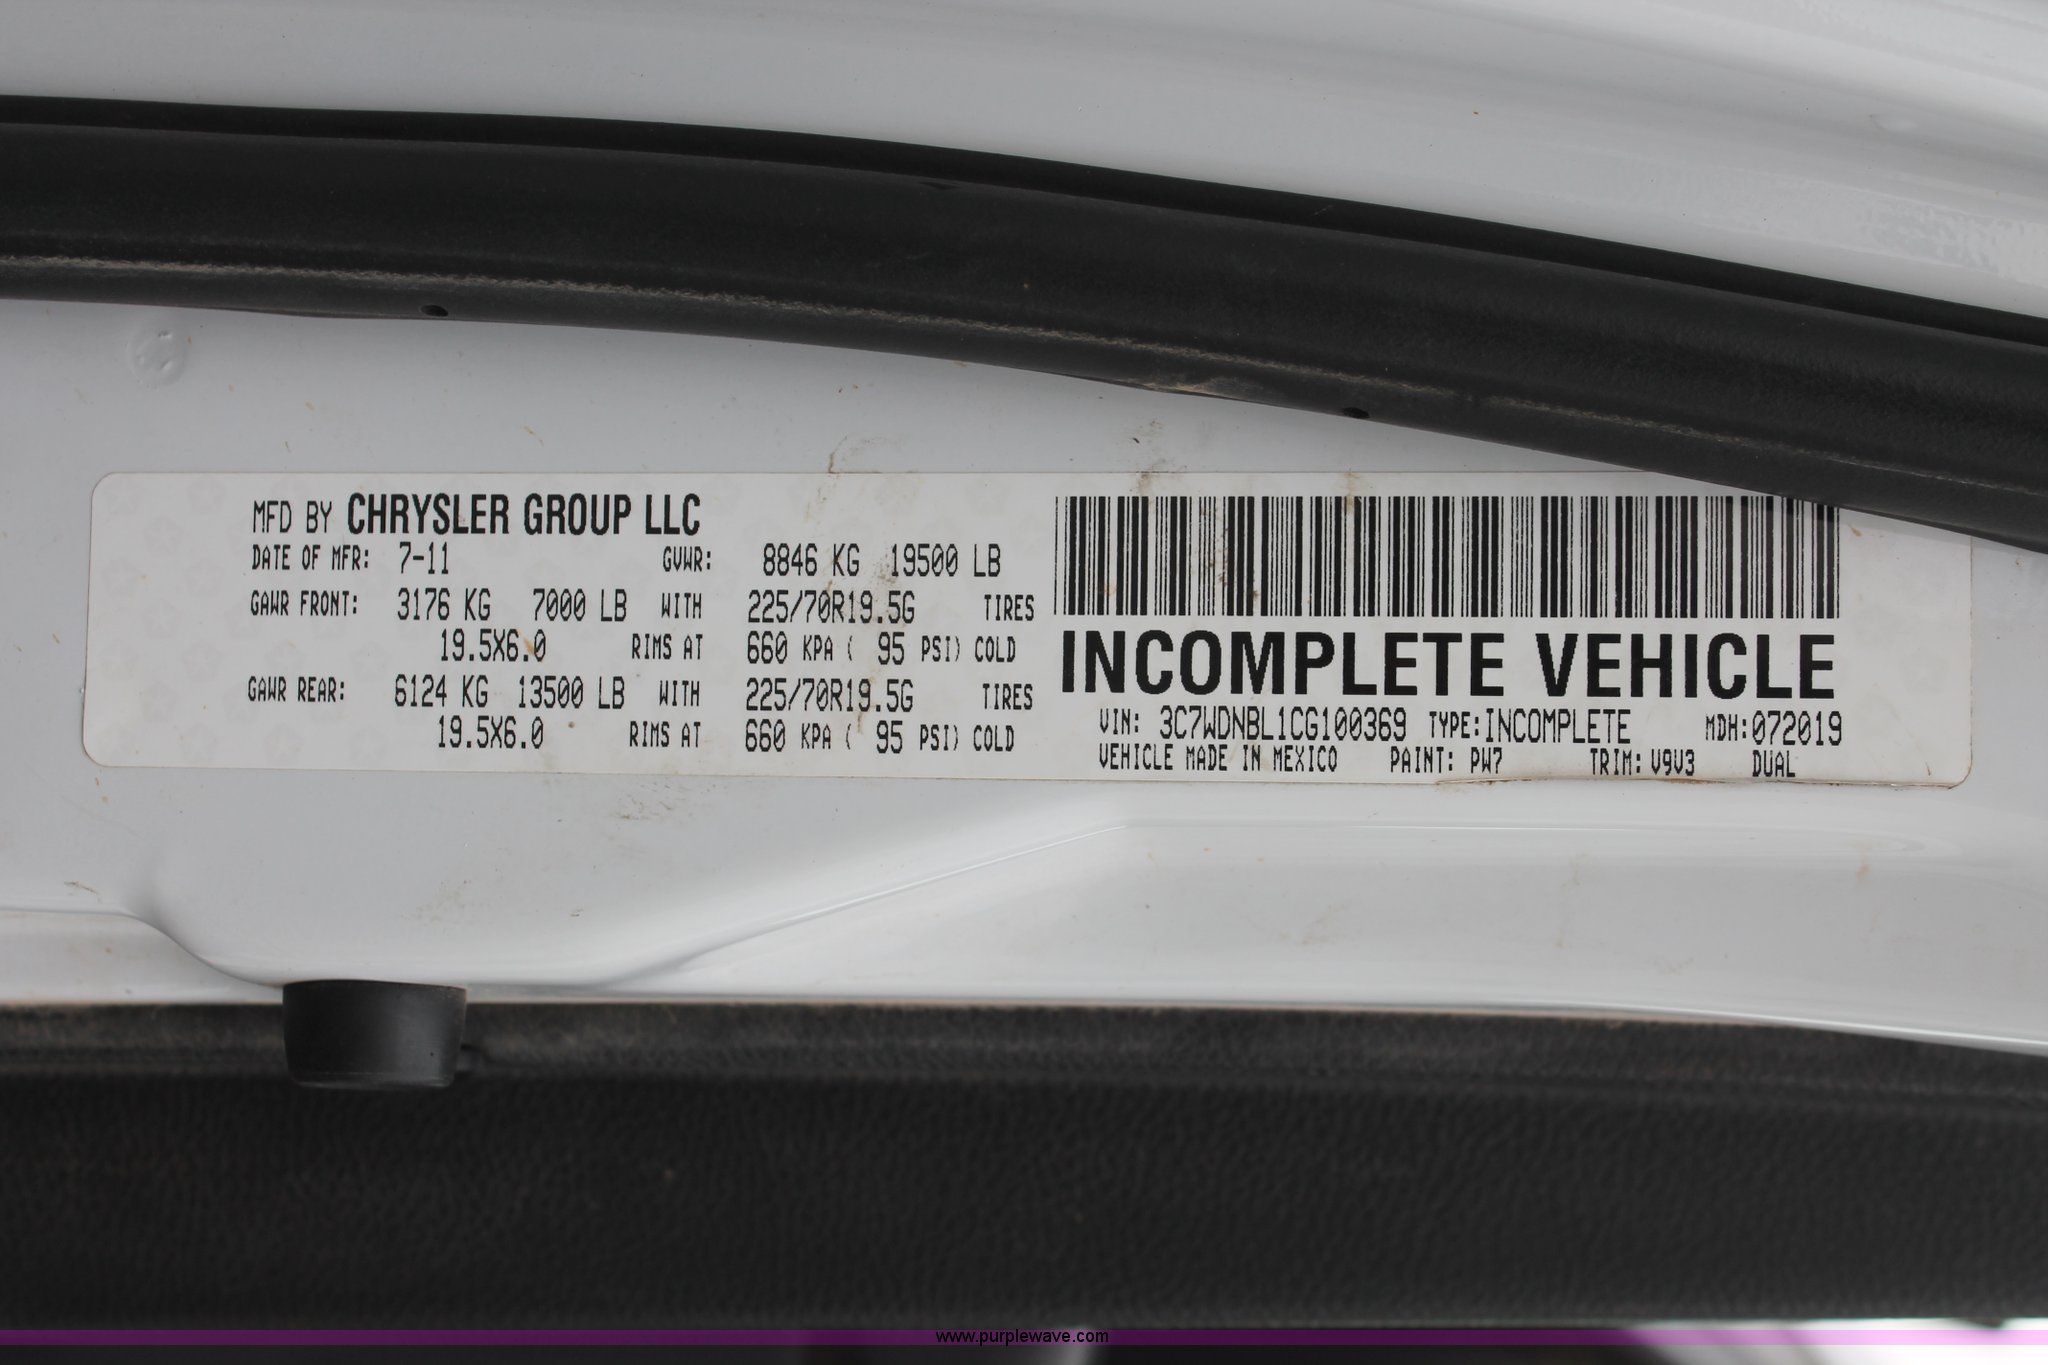 MFD BY CHRYSLER GROUP LLC
DATE OF MFR: 7-11 GVWR: 8846 KG 19500 LB
GAWR FRONT: 3176 KG 7000 LB WITH 225/70R19.5G TIRES
19.5X6.0 RIMS AT 660 KPA ( 95 PSI) COLD
GAWR REAR: 6124 KG 13500 LB WITH 225/70R19.5G TIRES
19.5X6.0 RIMS AT 660 KPA ( 95 PSI) COLD
INCOMPLETE VEHICLE
VIN: 3C7WDNBL1CG100369 TYPE:INCOMPLETE MDH:072019
VEHICLE MADE IN MEXICO PAINT: PW7 TRIM: V9V3 DUAL
www.purplewave.com